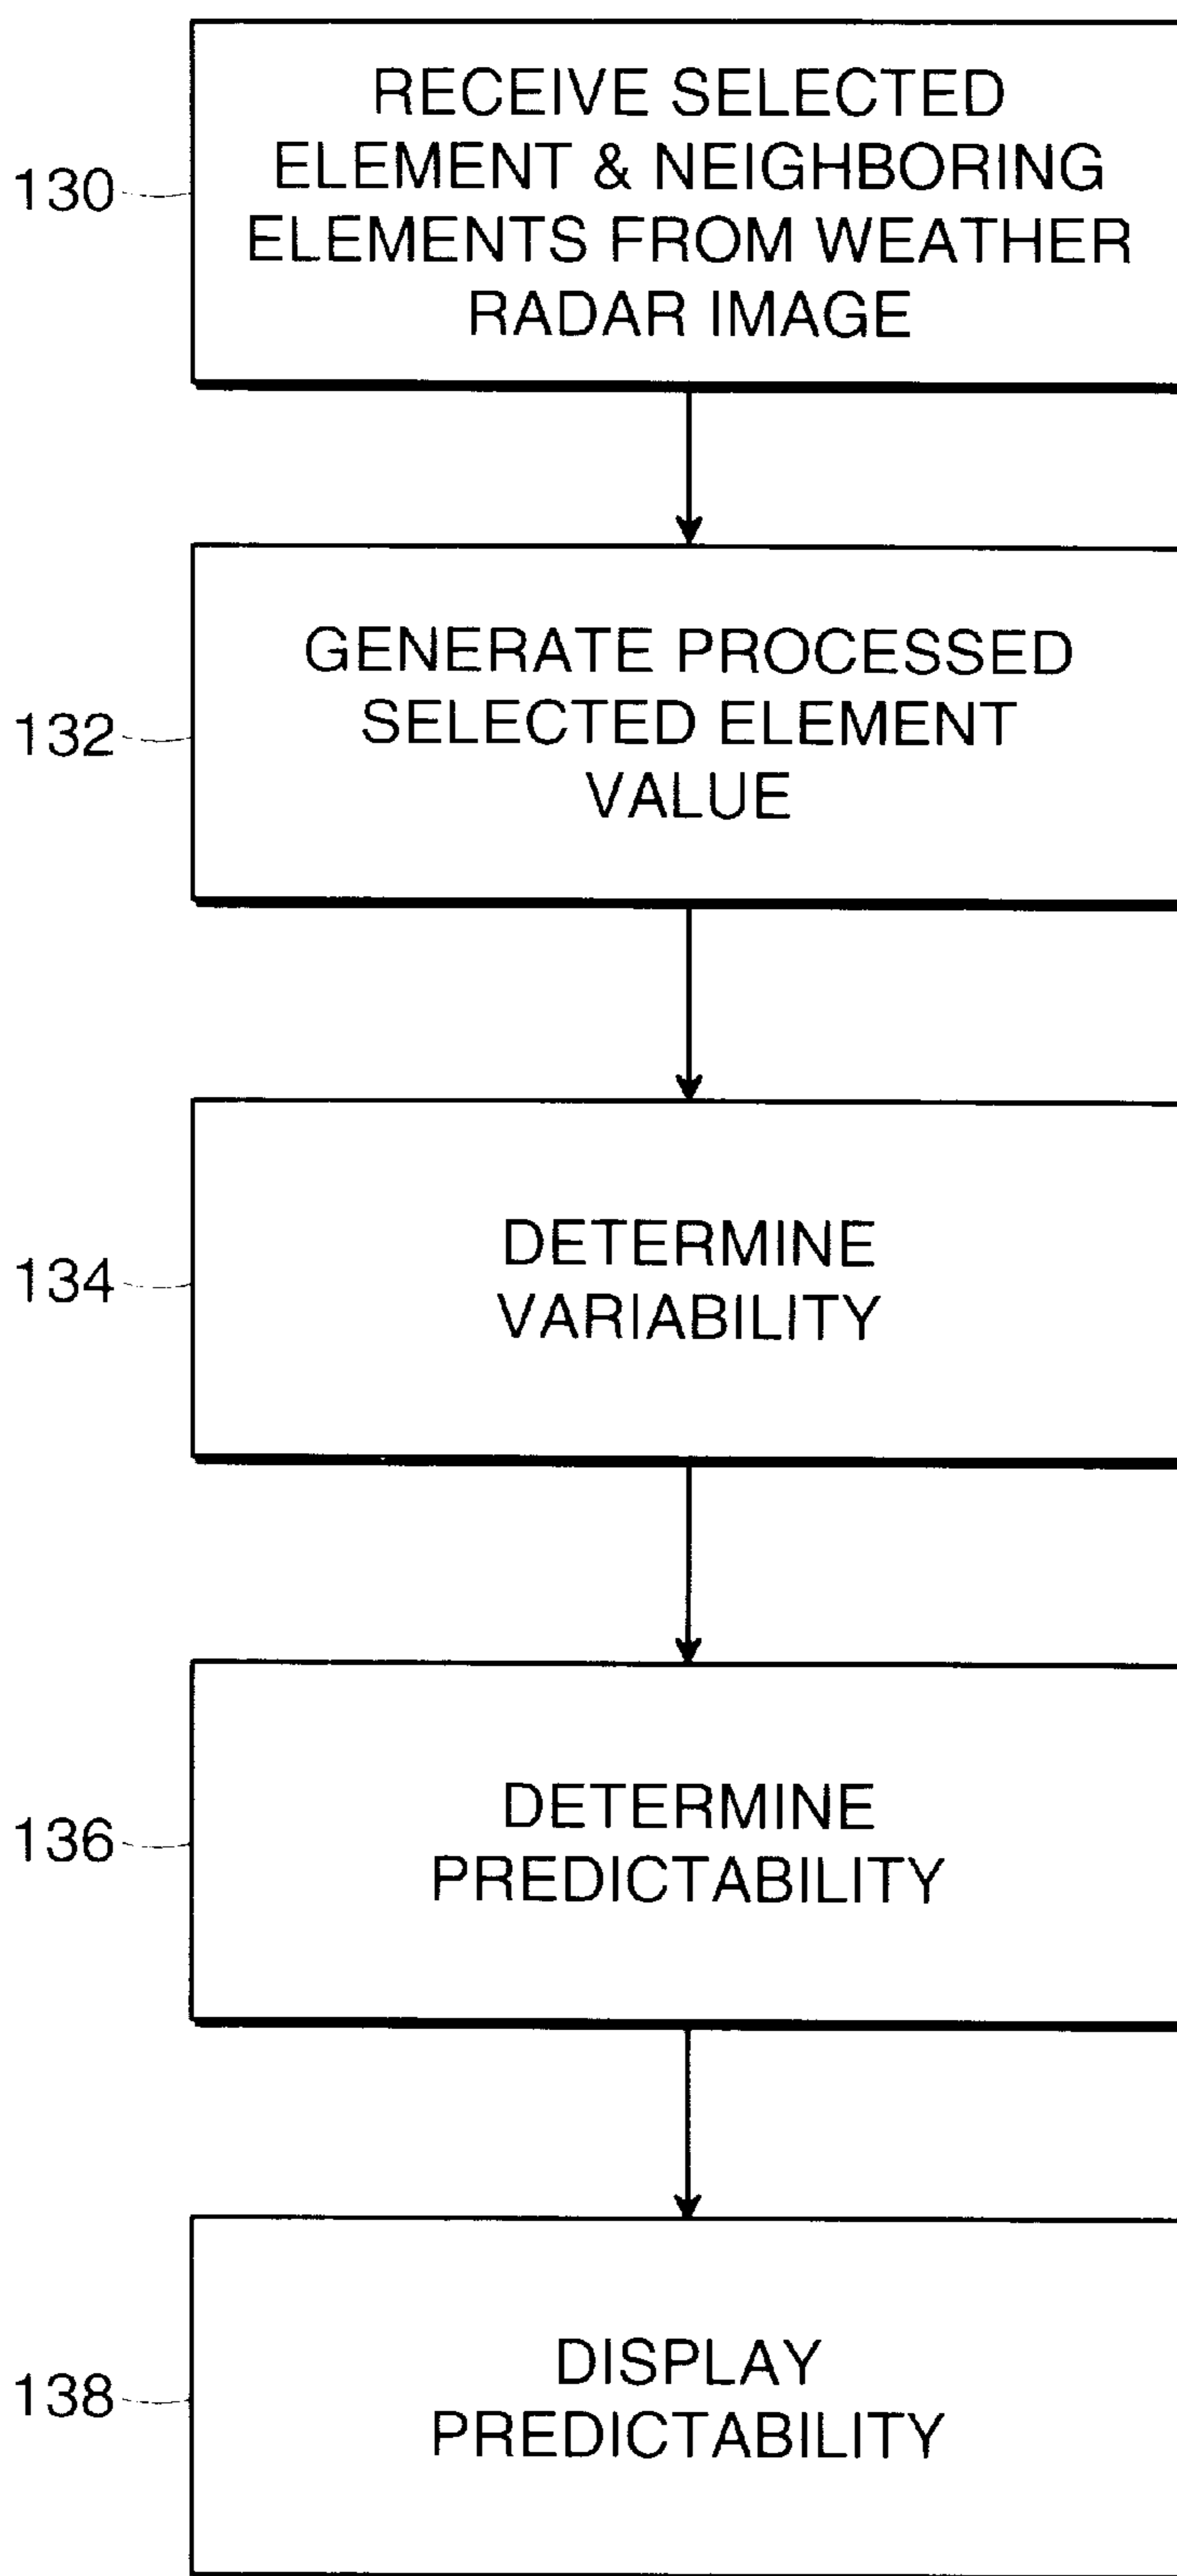 130
RECEIVE SELECTED
ELEMENT & NEIGHBORING
ELEMENTS FROM WEATHER
RADAR IMAGE
132
GENERATE PROCESSED
SELECTED ELEMENT
VALUE
134
DETERMINE
VARIABILITY
136
DETERMINE
PREDICTABILITY
138
DISPLAY
PREDICTABILITY